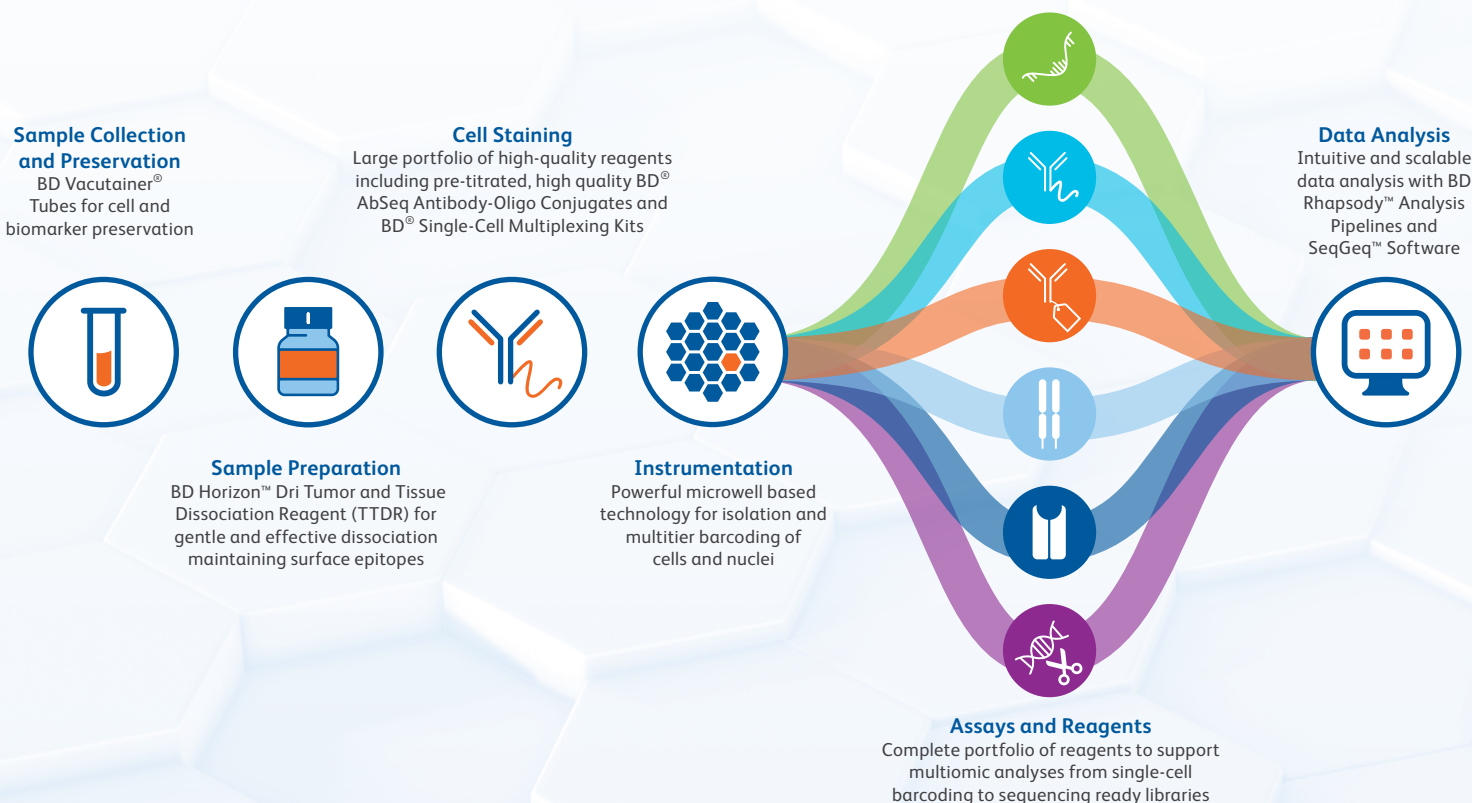 Sample Collection
and Preservation
BD Vacutainer®
Tubes for cell and
biomarker preservation
Sample Preparation
BD Horizon™ Dri Tumor and Tissue
Dissociation Reagent (TTDR) for
gentle and effective dissociation
maintaining surface epitopes
Cell Staining
Large portfolio of high-quality reagents
including pre-titrated, high quality BD®
AbSeq Antibody-Oligo Conjugates and
BD® Single-Cell Multiplexing Kits
Instrumentation
Powerful microwell based
technology for isolation and
multitier barcoding of
cells and nuclei
Assays and Reagents
Complete portfolio of reagents to support
multiomic analyses from single-cell
barcoding to sequencing ready libraries
Data Analysis
Intuitive and scalable
data analysis with BD
Rhapsody™ Analysis
Pipelines and
SeqGeq™ Software